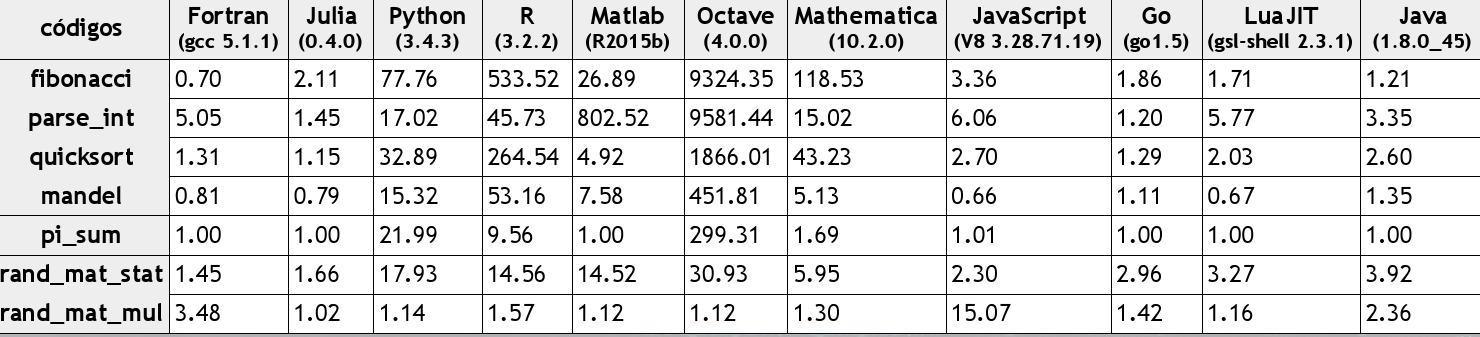 códigos Fortran Julia Python R Matlab Octave Mathematica JavaScript Go LuaJIT Java
(gcc 5.1.1) (0.4.0) (3.4.3) (3.2.2) (R2015b) (4.0.0) (10.2.0) (V8 3.28.71.19) (go1.5) (gsl-shell 2.3.1) (1.8.0_45)
fibonacci 0.70 2.11 77.76 533.52 26.89 9324.35 118.53 3.36 1.86 1.71 1.21
parse_int 5.05 1.45 17.02 45.73 802.52 9581.44 15.02 6.06 1.20 5.77 3.35
quicksort 1.31 1.15 32.89 264.54 4.92 1866.01 43.23 2.70 1.29 2.03 2.60
mandel 0.81 0.79 15.32 53.16 7.58 451.81 5.13 0.66 1.11 0.67 1.35
pi_sum 1.00 1.00 21.99 9.56 1.00 299.31 1.69 1.01 1.00 1.00 1.00
rand_mat_stat 1.45 1.66 17.93 14.56 14.52 30.93 5.95 2.30 2.96 3.27 3.92
rand_mat_mul 3.48 1.02 1.14 1.57 1.12 1.12 1.30 15.07 1.42 1.16 2.36